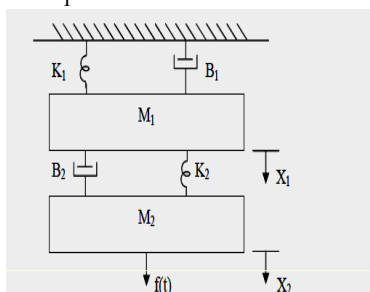 K₁
B₁
M₁
B₂
K₂
X₁
M₂
f(t)
X₂